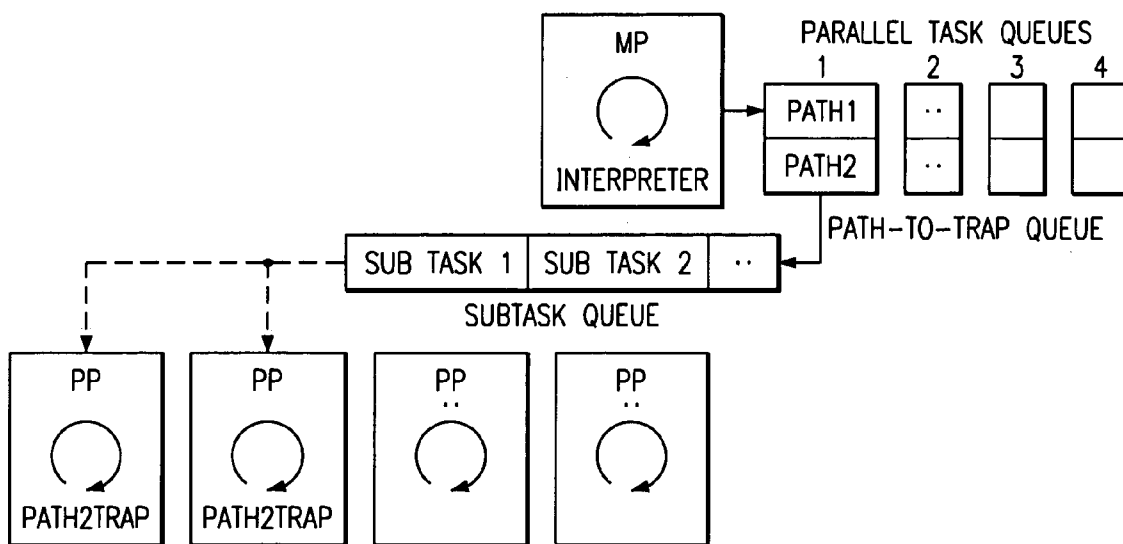 MP
INTERPRETER
PARALLEL TASK QUEUES
1 2 3 4
PATH1 ..
PATH2 ..
PATH-TO-TRAP QUEUE
SUB TASK 1 SUB TASK 2 ..
SUBTASK QUEUE
PP PP PP PP
.. ..
PATH2TRAP PATH2TRAP